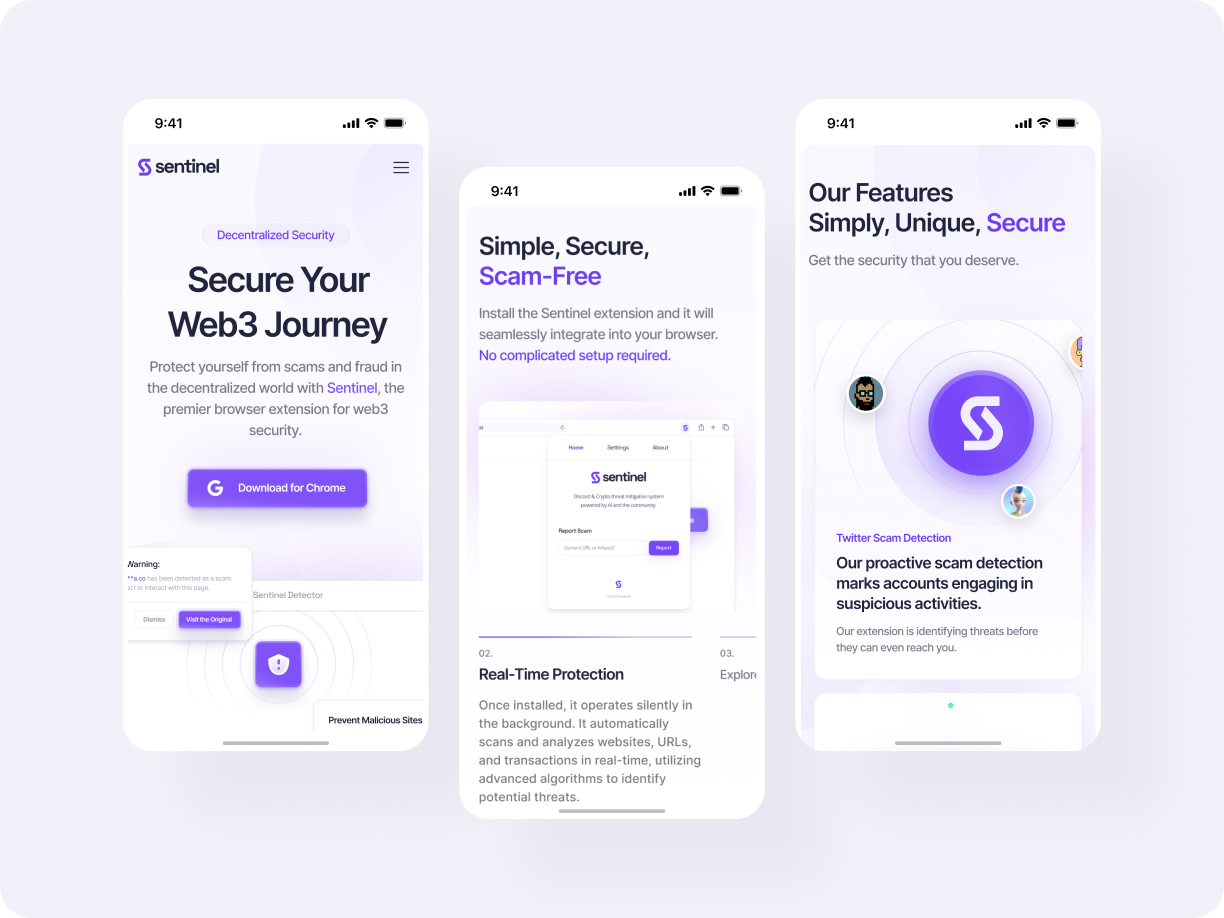 9:41
sentinel
Decentralized Security
Secure Your
Web3 Journey
Protect yourself from scams and fraud in
the decentralized world with Sentinel, the
premier browser extension for web3
security.
Download for Chrome
Warning:
**a.co has been detected as a scam.
act or interact with this page.
Dismiss
Visit the Original
Sentinel Detector
Prevent Malicious Sites
9:41
Simple, Secure,
Scam-Free
Install the Sentinel extension and it will
seamlessly integrate into your browser.
No complicated setup required.
Home
Settings
About
sentinel
Discord & Crypto threat mitigation system
powered by AI and the community.
Report Scam
Current URL or https://
Report
02.
Real-Time Protection
Once installed, it operates silently in
the background. It automatically
scans and analyzes websites, URLs,
and transactions in real-time, utilizing
advanced algorithms to identify
potential threats.
03.
Explore
9:41
Our Features
Simply, Unique, Secure
Get the security that you deserve.
Twitter Scam Detection
Our proactive scam detection
marks accounts engaging in
suspicious activities.
Our extension is identifying threats before
they can even reach you.